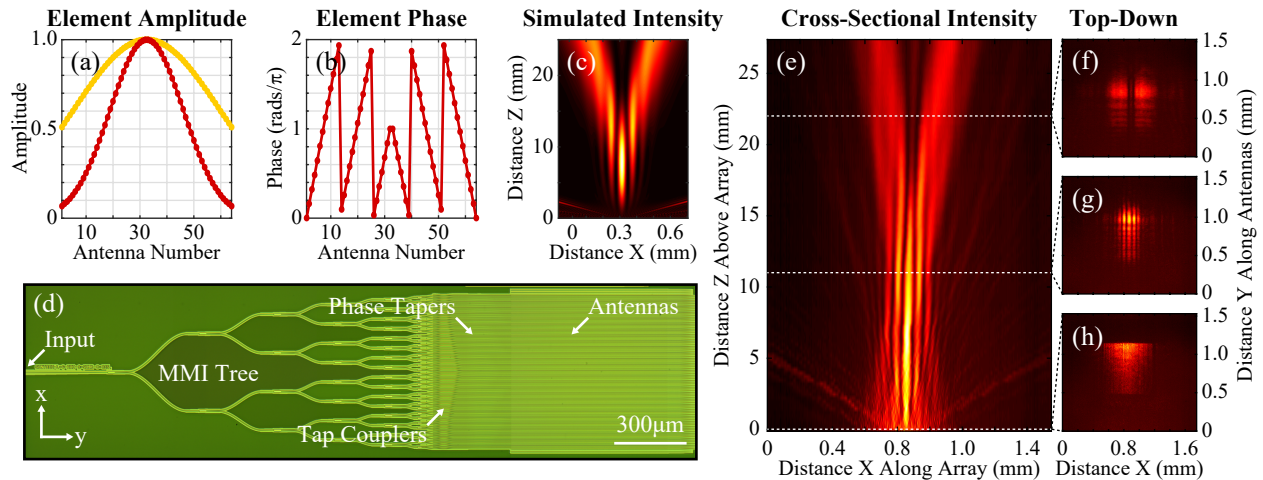 Element Amplitude
(a)
1.0
0.5
0
Amplitude
10
30
50
Antenna Number
Element Phase
(b)
2
1
0
Phase (rads/π)
10
30
50
Antenna Number
Simulated Intensity
(c)
20
15
10
5
0
Distance Z (mm)
0
0.3
0.6
Distance X (mm)
(d)
Phase Tapers
Antennas
Input
MMI Tree
x
y
Tap Couplers
300μm
Cross-Sectional Intensity
(e)
25
20
15
10
5
0
Distance Z Above Array (mm)
0
0.4
0.8
1.0
1.4
Distance X Along Array (mm)
Top-Down
(f)
1.5
1.0
0.5
0
(g)
1.5
1.0
0.5
0
(h)
1.5
1.0
0.5
0
Distance Y Along Antennas (mm)
0
0.8
1.6
Distance X (mm)